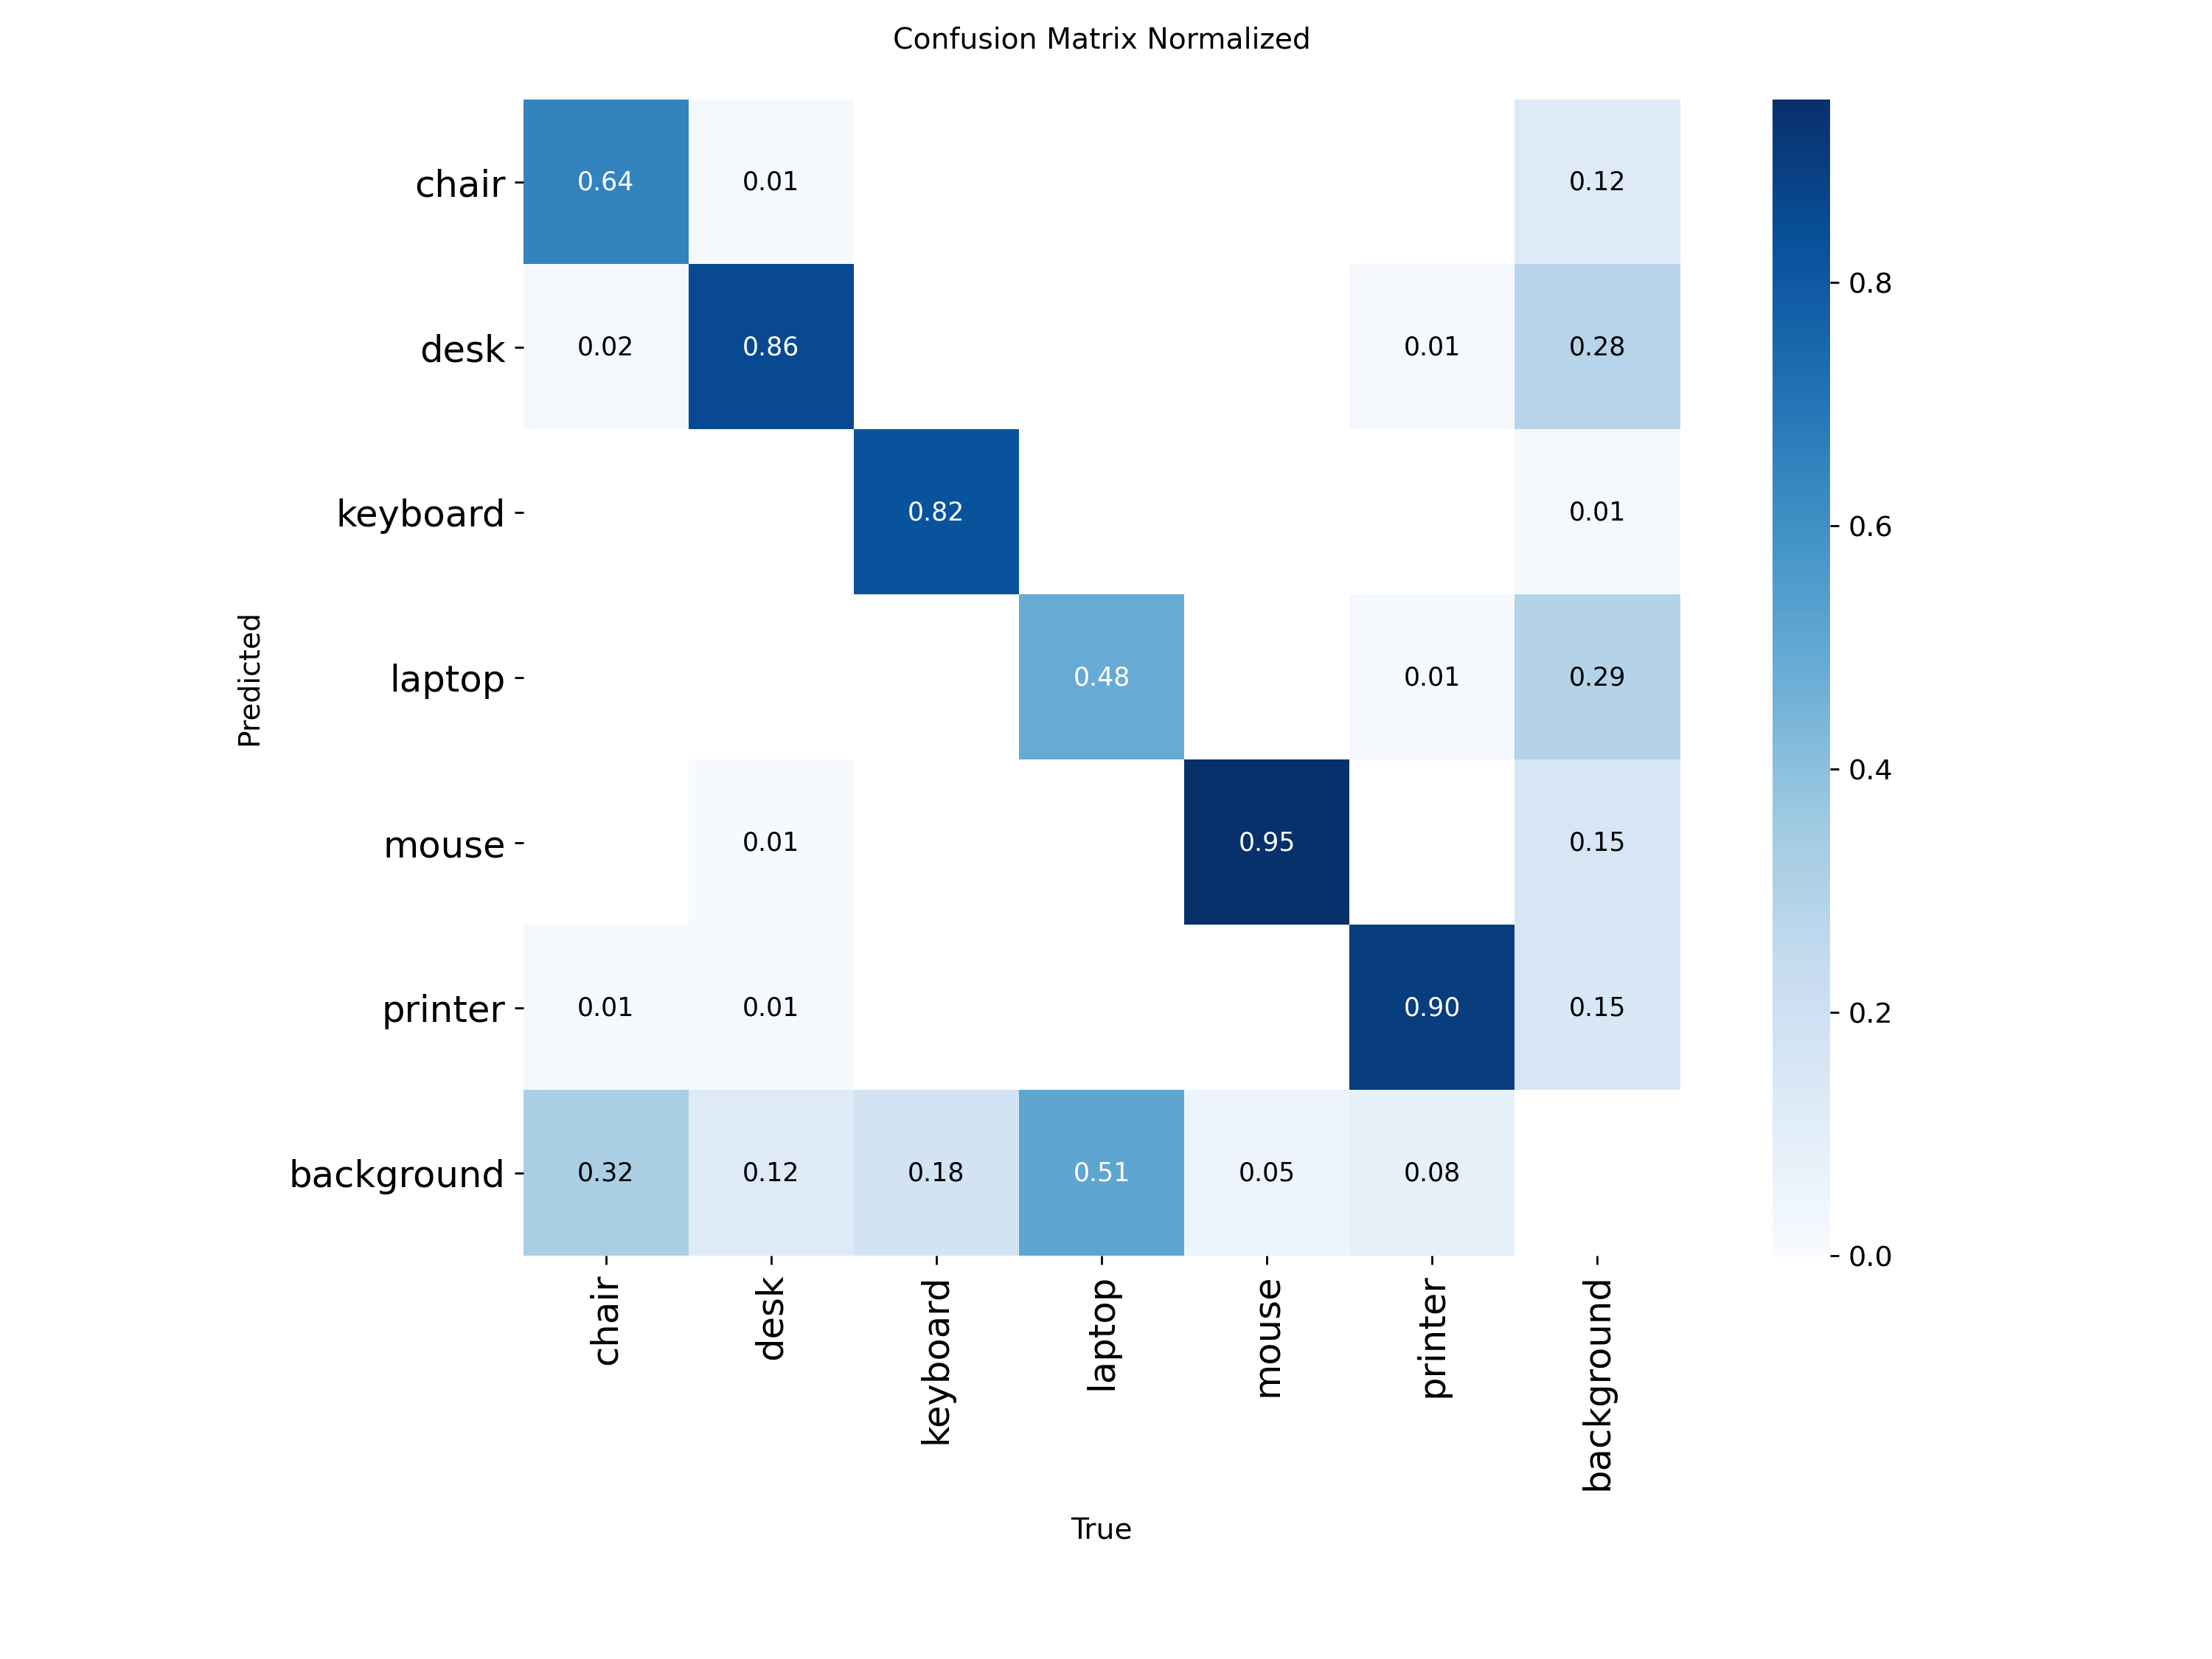 Confusion Matrix Normalized
chair 0.64 0.01 0.12
desk 0.02 0.86 0.01 0.28
keyboard 0.82 0.01
laptop 0.48 0.01 0.29
mouse 0.01 0.95 0.15
printer 0.01 0.01 0.90 0.15
background 0.32 0.12 0.18 0.51 0.05 0.08
Predicted
chair desk keyboard laptop mouse printer background
True
0.8
0.6
0.4
0.2
0.0